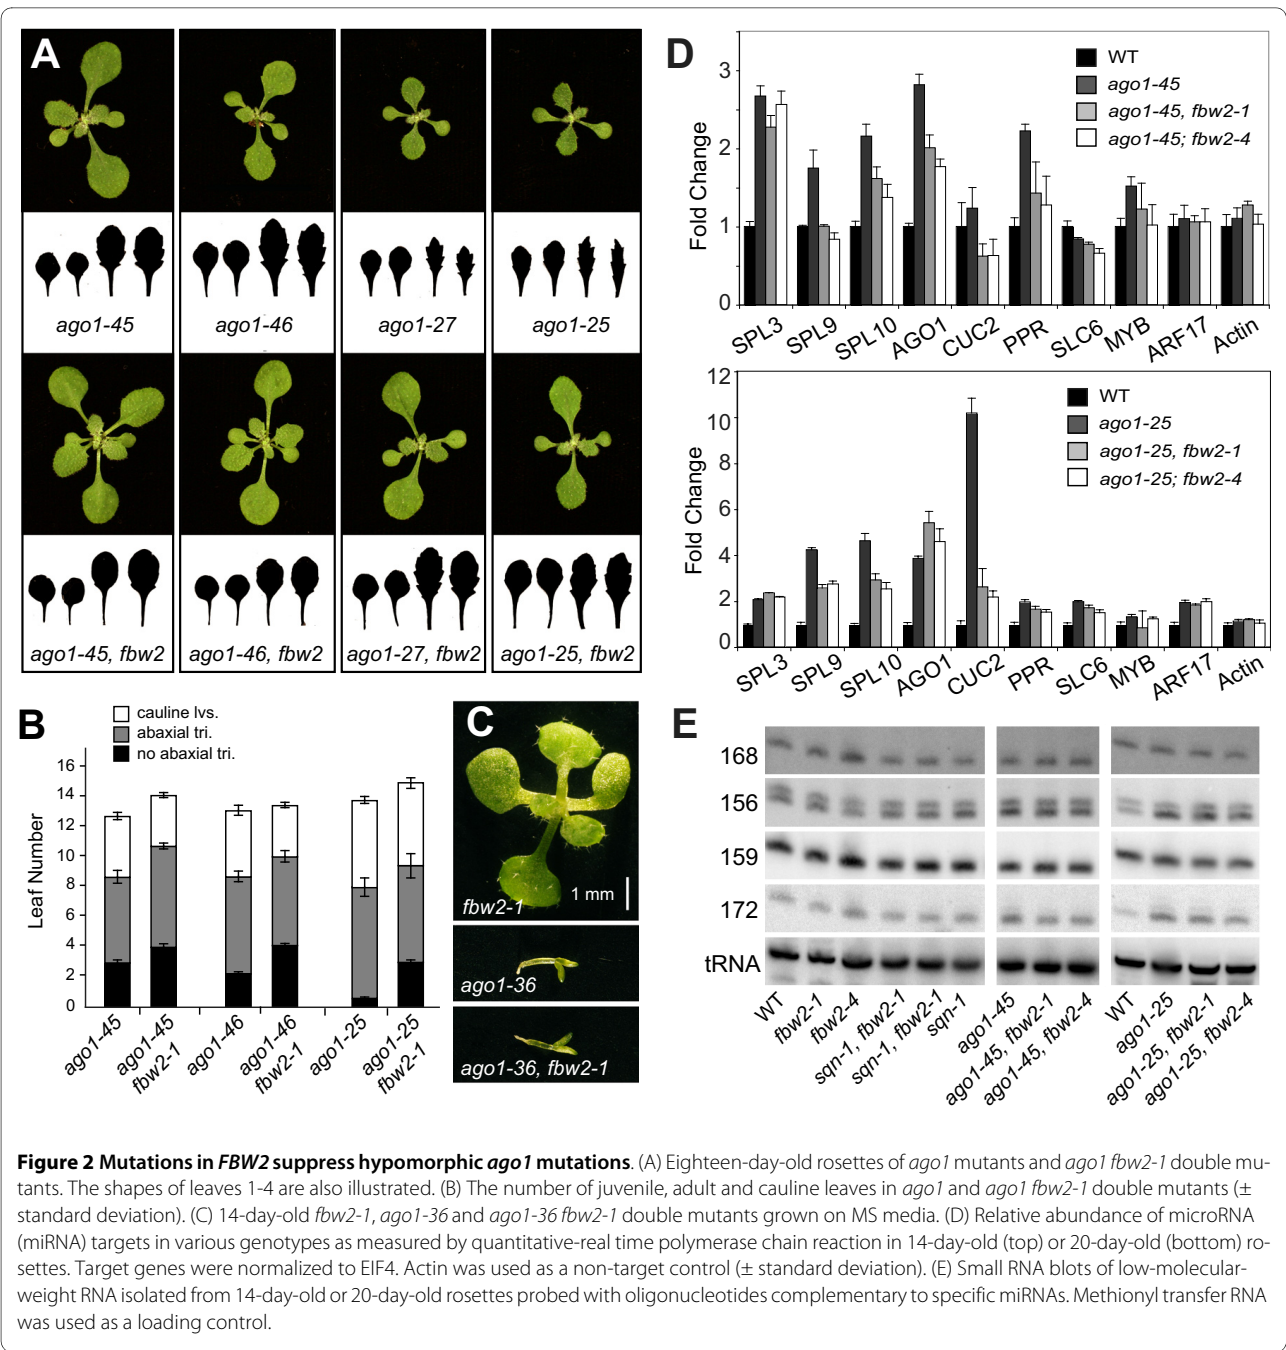 A
ago1-45
ago1-46
ago1-27
ago1-25
ago1-45, fbw2
ago1-46, fbw2
ago1-27, fbw2
ago1-25, fbw2
B
cauline lvs.
abaxial tri.
no abaxial tri.
Leaf Number
16
14
12
10
8
6
4
2
0
ago1-45
ago1-45 fbw2-1
ago1-46
ago1-46 fbw2-1
ago1-25
ago1-25 fbw2-1
C
1 mm
fbw2-1
ago1-36
ago1-36, fbw2-1
D
WT
ago1-45
ago1-45, fbw2-1
ago1-45; fbw2-4
Fold Change
3
2
1
0
SPL3
SPL9
SPL10
AGO1
CUC2
PPR
SLC6
MYB
ARF17
Actin
WT
ago1-25
ago1-25, fbw2-1
ago1-25; fbw2-4
Fold Change
12
10
8
6
4
2
0
SPL3
SPL9
SPL10
AGO1
CUC2
PPR
SLC6
MYB
ARF17
Actin
E
168
156
159
172
tRNA
WT
fbw2-1
fbw2-4
sqn-1, fbw2-1
sqn-1, fbw2-1
sqn-1
ago1-45
ago1-45, fbw2-1
ago1-45, fbw2-4
WT
ago1-25
ago1-25, fbw2-1
ago1-25, fbw2-4
Figure 2 Mutations in FBW2 suppress hypomorphic ago1 mutations. (A) Eighteen-day-old rosettes of ago1 mutants and ago1 fbw2-1 double mu-
tants. The shapes of leaves 1-4 are also illustrated. (B) The number of juvenile, adult and cauline leaves in ago1 and ago1 fbw2-1 double mutants (±
standard deviation). (C) 14-day-old fbw2-1, ago1-36 and ago1-36 fbw2-1 double mutants grown on MS media. (D) Relative abundance of microRNA
(miRNA) targets in various genotypes as measured by quantitative-real time polymerase chain reaction in 14-day-old (top) or 20-day-old (bottom) ro-
settes. Target genes were normalized to EIF4. Actin was used as a non-target control (± standard deviation). (E) Small RNA blots of low-molecular-
weight RNA isolated from 14-day-old or 20-day-old rosettes probed with oligonucleotides complementary to specific miRNAs. Methionyl transfer RNA
was used as a loading control.